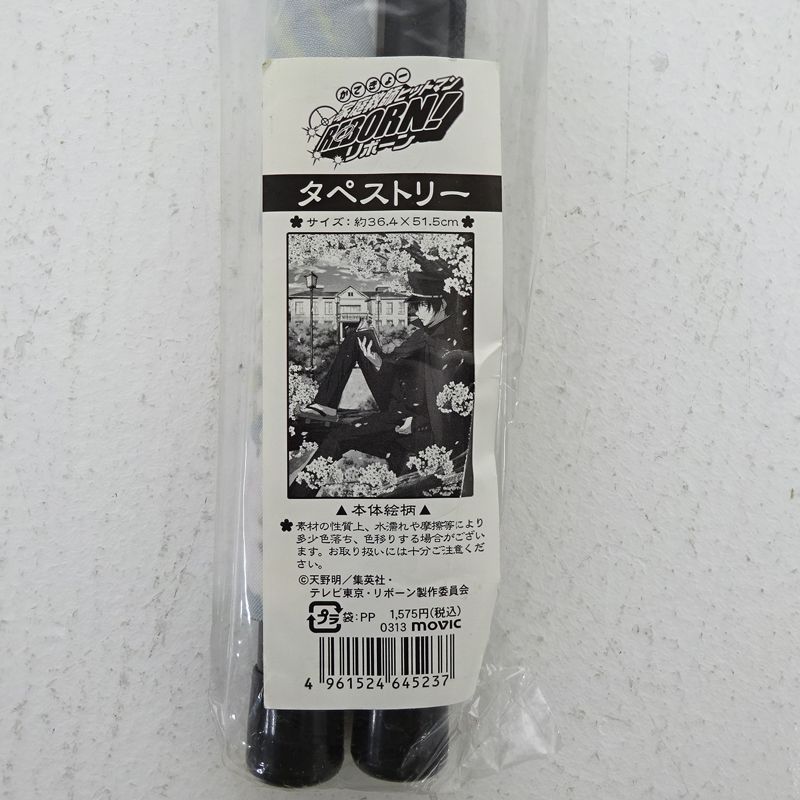 かてきょー
家庭教師ヒットマン
REBORN!
リボーン
タペストリー
サイズ：約36.4×51.5cm
▲本体絵柄▲
素材の性質上、水濡れや摩擦等により
多少色落ち、色移りする場合がござい
ます。お取り扱いには十分ご注意くだ
さい。
©天野明／集英社・
テレビ東京・リボーン製作委員会
プラ 袋：PP 1,575円(税込)
0313 movic
4 961524 645237